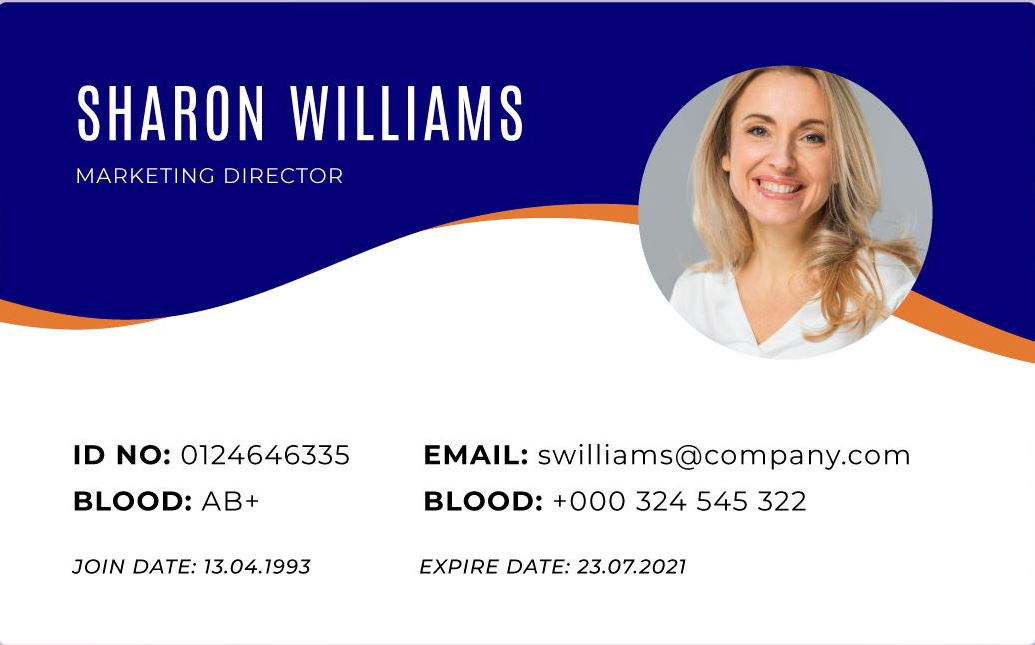 SHARON WILLIAMS
MARKETING DIRECTOR
ID NO: 0124646335
EMAIL: swilliams@company.com
BLOOD: AB+
BLOOD: +000 324 545 322
JOIN DATE: 13.04.1993
EXPIRE DATE: 23.07.2021